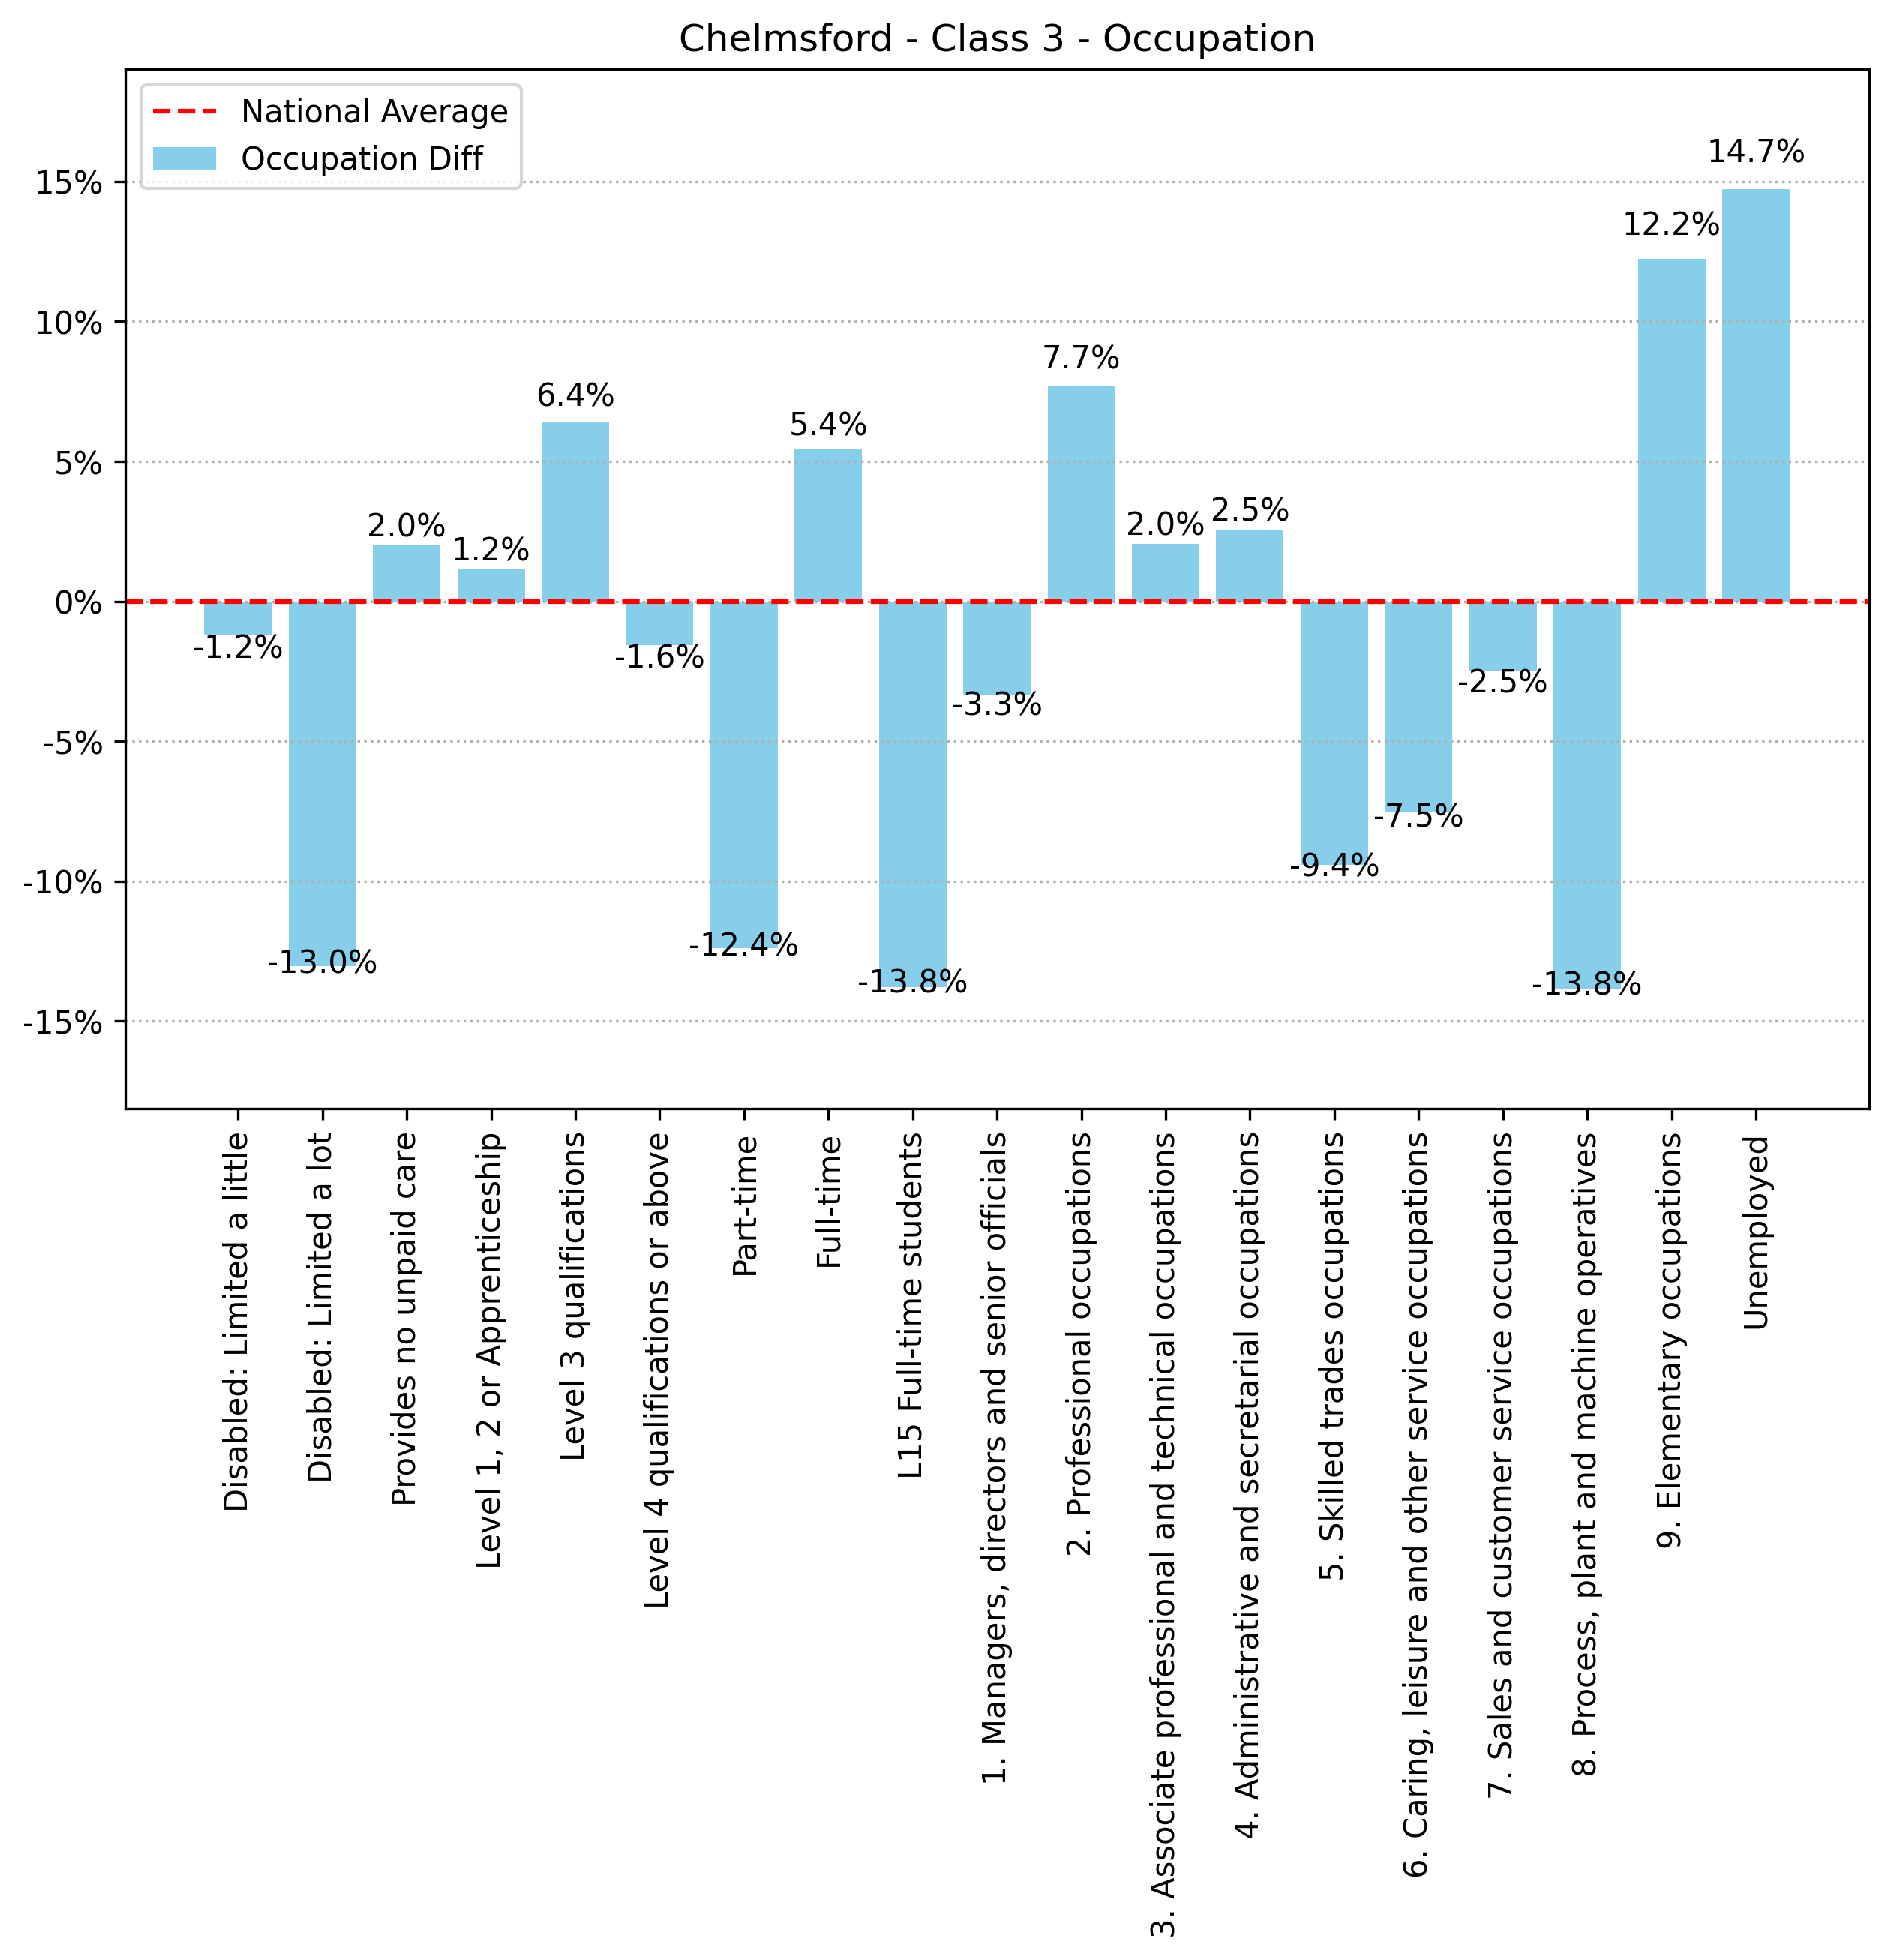 Chelmsford - Class 3 - Occupation
National Average
Occupation Diff
15%
10%
5%
0%
-5%
-10%
-15%
-1.2%
-13.0%
2.0%
1.2%
6.4%
-1.6%
-12.4%
5.4%
-13.8%
-3.3%
7.7%
2.0%
2.5%
-9.4%
-7.5%
-2.5%
-13.8%
12.2%
14.7%
Disabled: Limited a little
Disabled: Limited a lot
Provides no unpaid care
Level 1, 2 or Apprenticeship
Level 3 qualifications
Level 4 qualifications or above
Part-time
Full-time
L15 Full-time students
1. Managers, directors and senior officials
2. Professional occupations
3. Associate professional and technical occupations
4. Administrative and secretarial occupations
5. Skilled trades occupations
6. Caring, leisure and other service occupations
7. Sales and customer service occupations
8. Process, plant and machine operatives
9. Elementary occupations
Unemployed